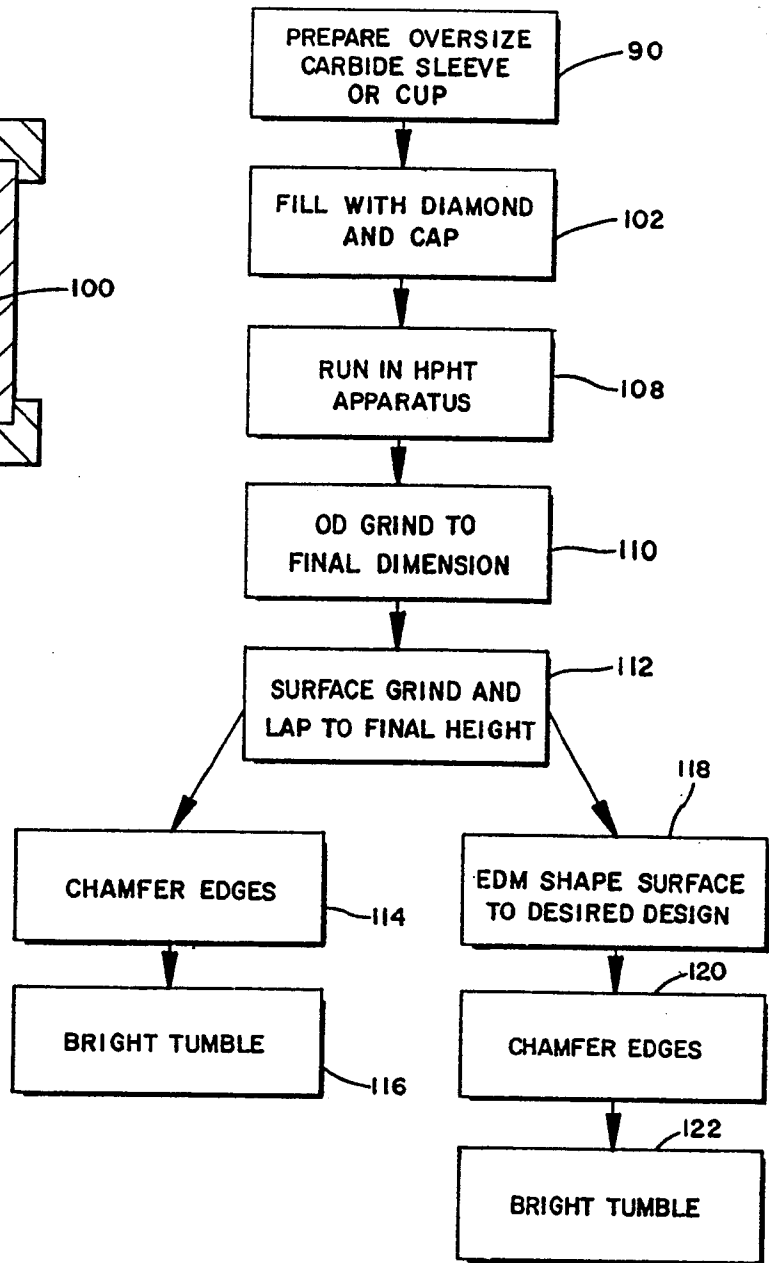 PREPARE OVERSIZE
CARBIDE SLEEVE
OR CUP
90
FILL WITH DIAMOND
AND CAP
102
100
RUN IN HPHT
APPARATUS
108
OD GRIND TO
FINAL DIMENSION
110
SURFACE GRIND AND
LAP TO FINAL HEIGHT
112
118
CHAMFER EDGES
114
EDM SHAPE SURFACE
TO DESIRED DESIGN
120
BRIGHT TUMBLE
116
CHAMFER EDGES
122
BRIGHT TUMBLE